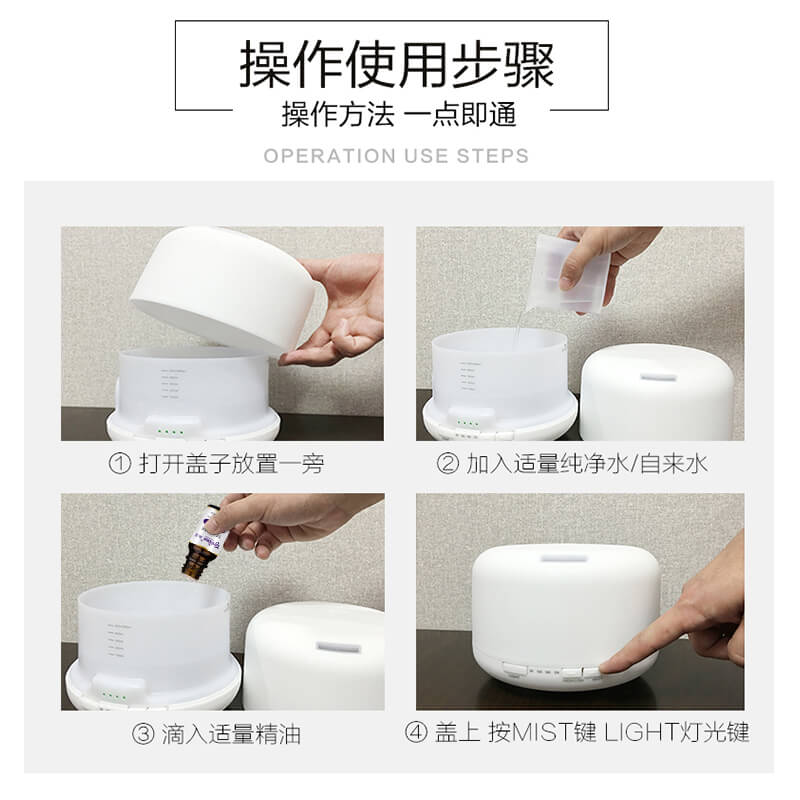 操作使用步骤
操作方法 一点即通
OPERATION USE STEPS
① 打开盖子放置一旁
② 加入适量纯净水/自来水
③ 滴入适量精油
④ 盖上 按MIST键 LIGHT灯光键